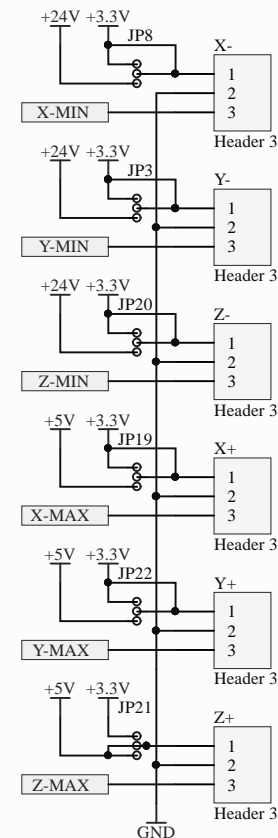 +24V +3.3V
JP8 X-
1
2
X-MIN 3
Header 3
+24V +3.3V
JP3 Y-
1
2
Y-MIN 3
Header 3
+24V +3.3V
JP20 Z-
1
2
Z-MIN 3
Header 3
+5V +3.3V
JP19 X+
1
2
X-MAX 3
Header 3
+5V +3.3V
JP22 Y+
1
2
Y-MAX 3
Header 3
+5V +3.3V
JP21 Z+
1
2
Z-MAX 3
Header 3
GND